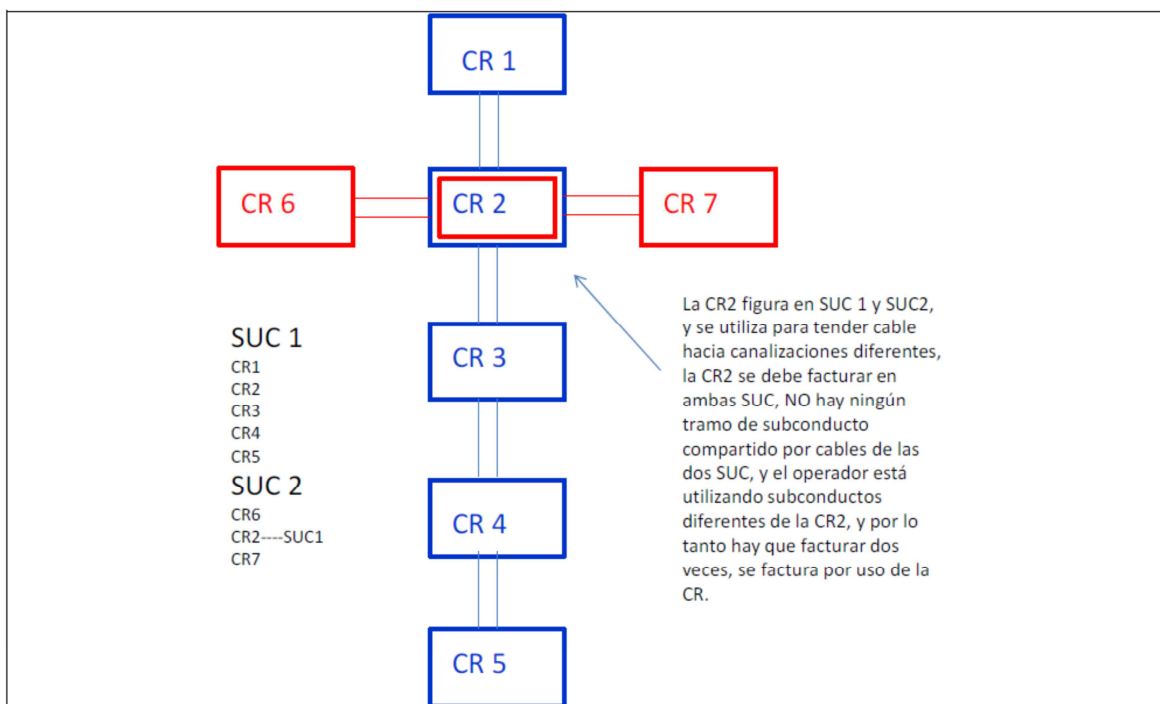 CR 1
CR 6
CR 2
CR 7
CR 3
CR 4
CR 5
SUC 1
CR1
CR2
CR3
CR4
CR5
SUC 2
CR6
CR2----SUC1
CR7
La CR2 figura en SUC 1 y SUC2,
y se utiliza para tender cable
hacia canalizaciones diferentes,
la CR2 se debe facturar en
ambas SUC, NO hay ningún
tramo de subconducto
compartido por cables de las
dos SUC, y el operador está
utilizando subconductos
diferentes de la CR2, y por lo
tanto hay que facturar dos
veces, se factura por uso de la
CR.